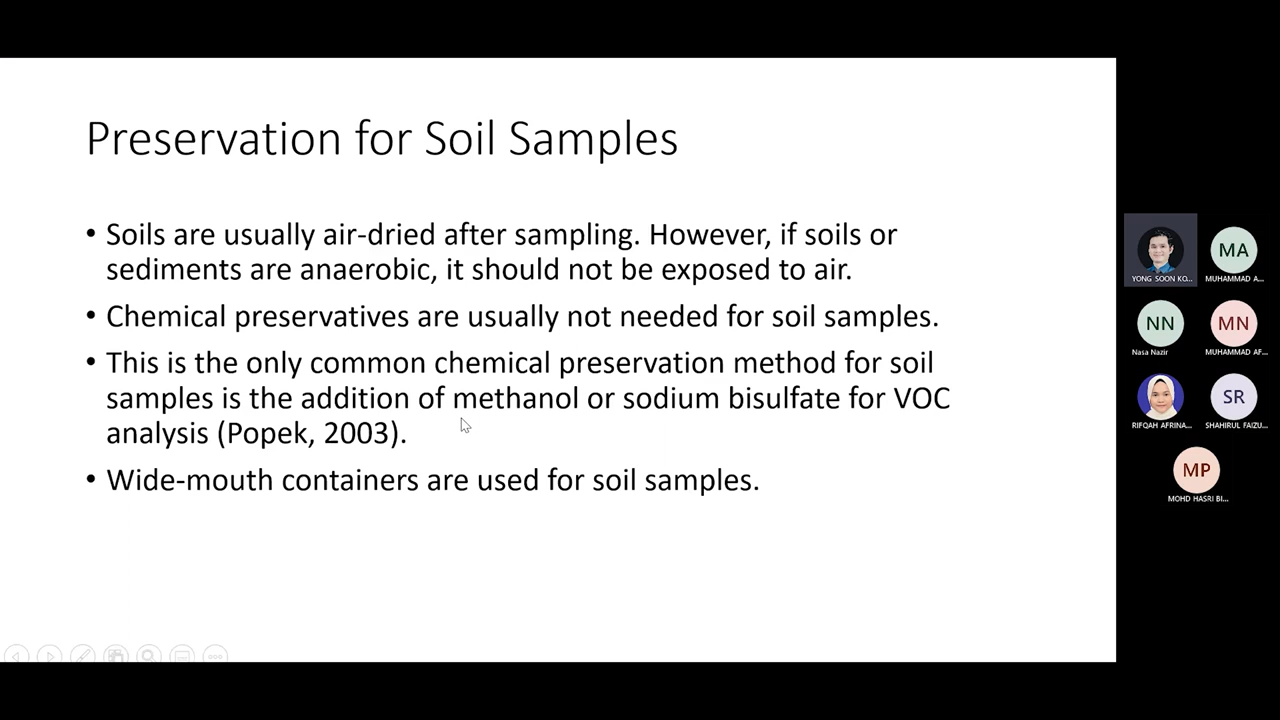 Preservation for Soil Samples
• Soils are usually air-dried after sampling. However, if soils or
sediments are anaerobic, it should not be exposed to air.
• Chemical preservatives are usually not needed for soil samples.
• This is the only common chemical preservation method for soil
samples is the addition of methanol or sodium bisulfate for VOC
analysis (Popek, 2003).
• Wide-mouth containers are used for soil samples.
YONG SOON KO...
MA
MUHAMMAD A...
NN
Nasa Nazir
MN
MUHAMMAD AF...
RIFQAH AFRINA...
SR
SHAHIRUL FAIZU...
MP
MOHD HASRI BI...